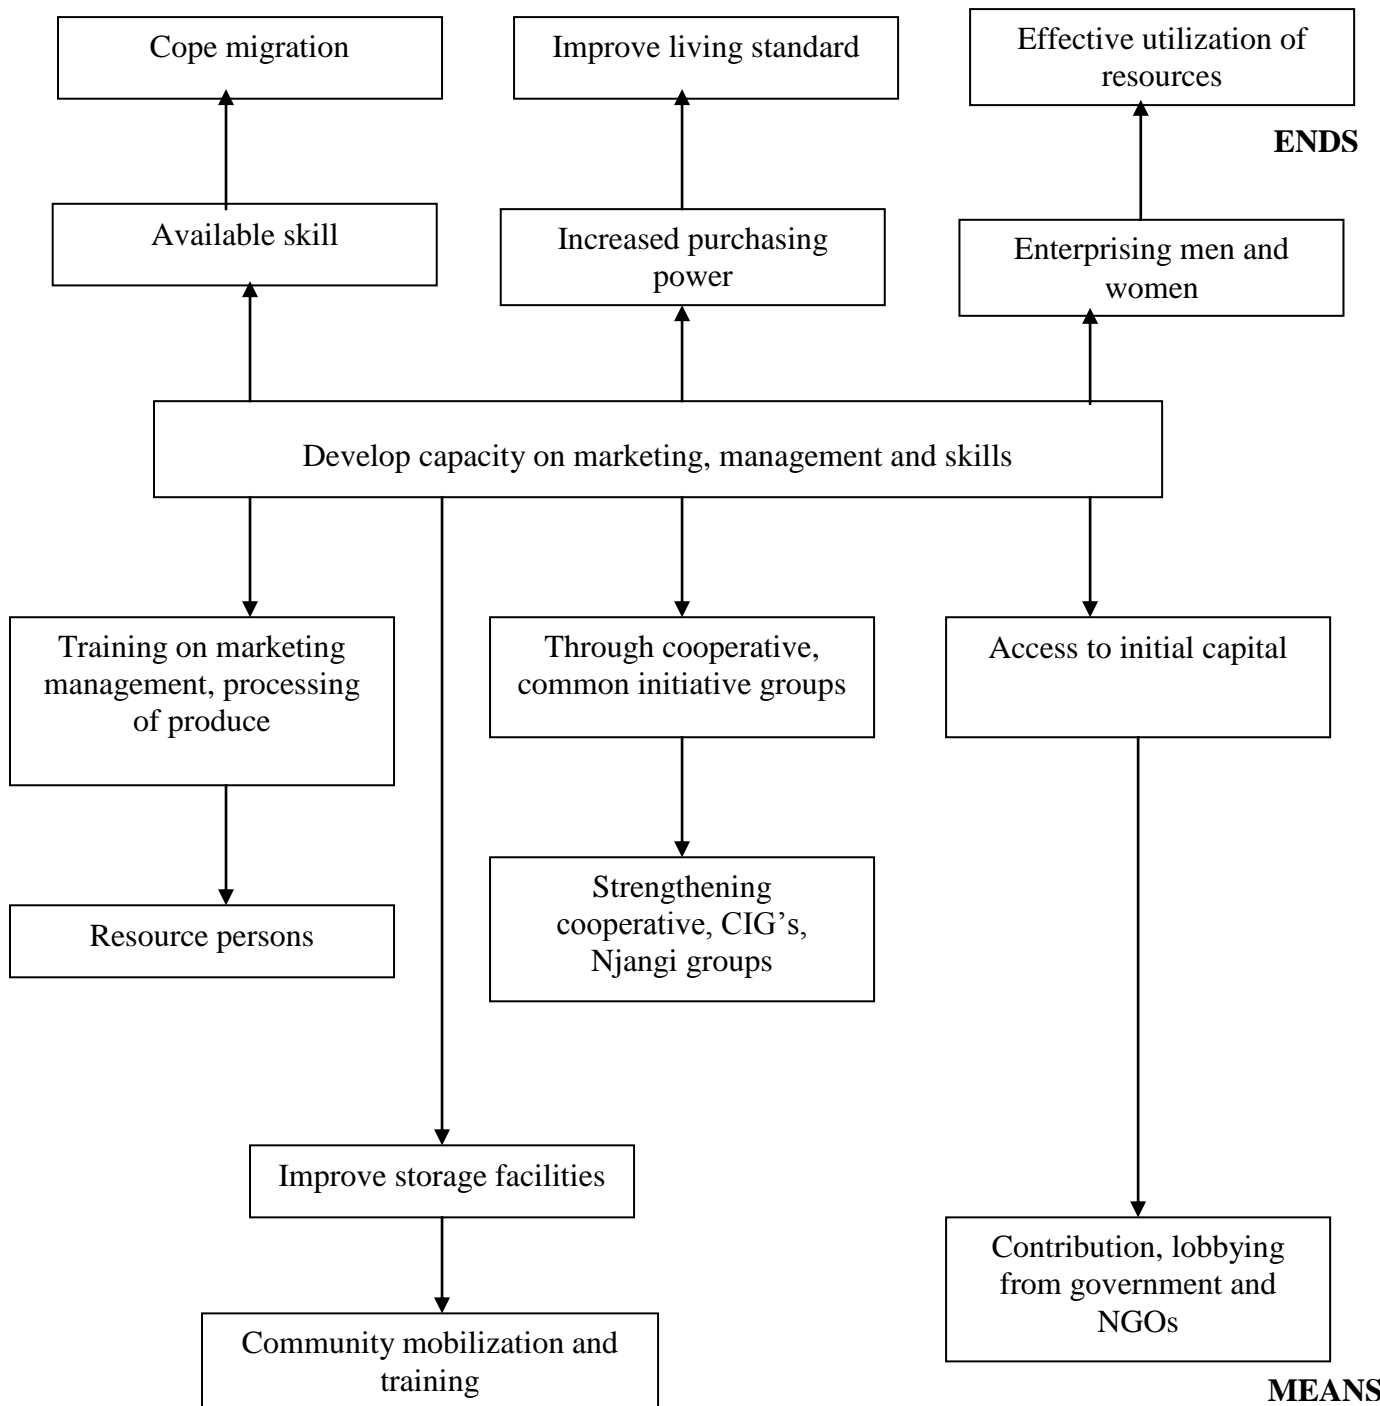 Cope migration
Improve living standard
Effective utilization of
resources
ENDS
Available skill
Increased purchasing
power
Enterprising men and
women
Develop capacity on marketing, management and skills
Training on marketing
management, processing
of produce
Through cooperative,
common initiative groups
Access to initial capital
Resource persons
Strengthening
cooperative, CIG’s,
Njangi groups
Improve storage facilities
Contribution, lobbying
from government and
NGOs
Community mobilization and
training
MEANS